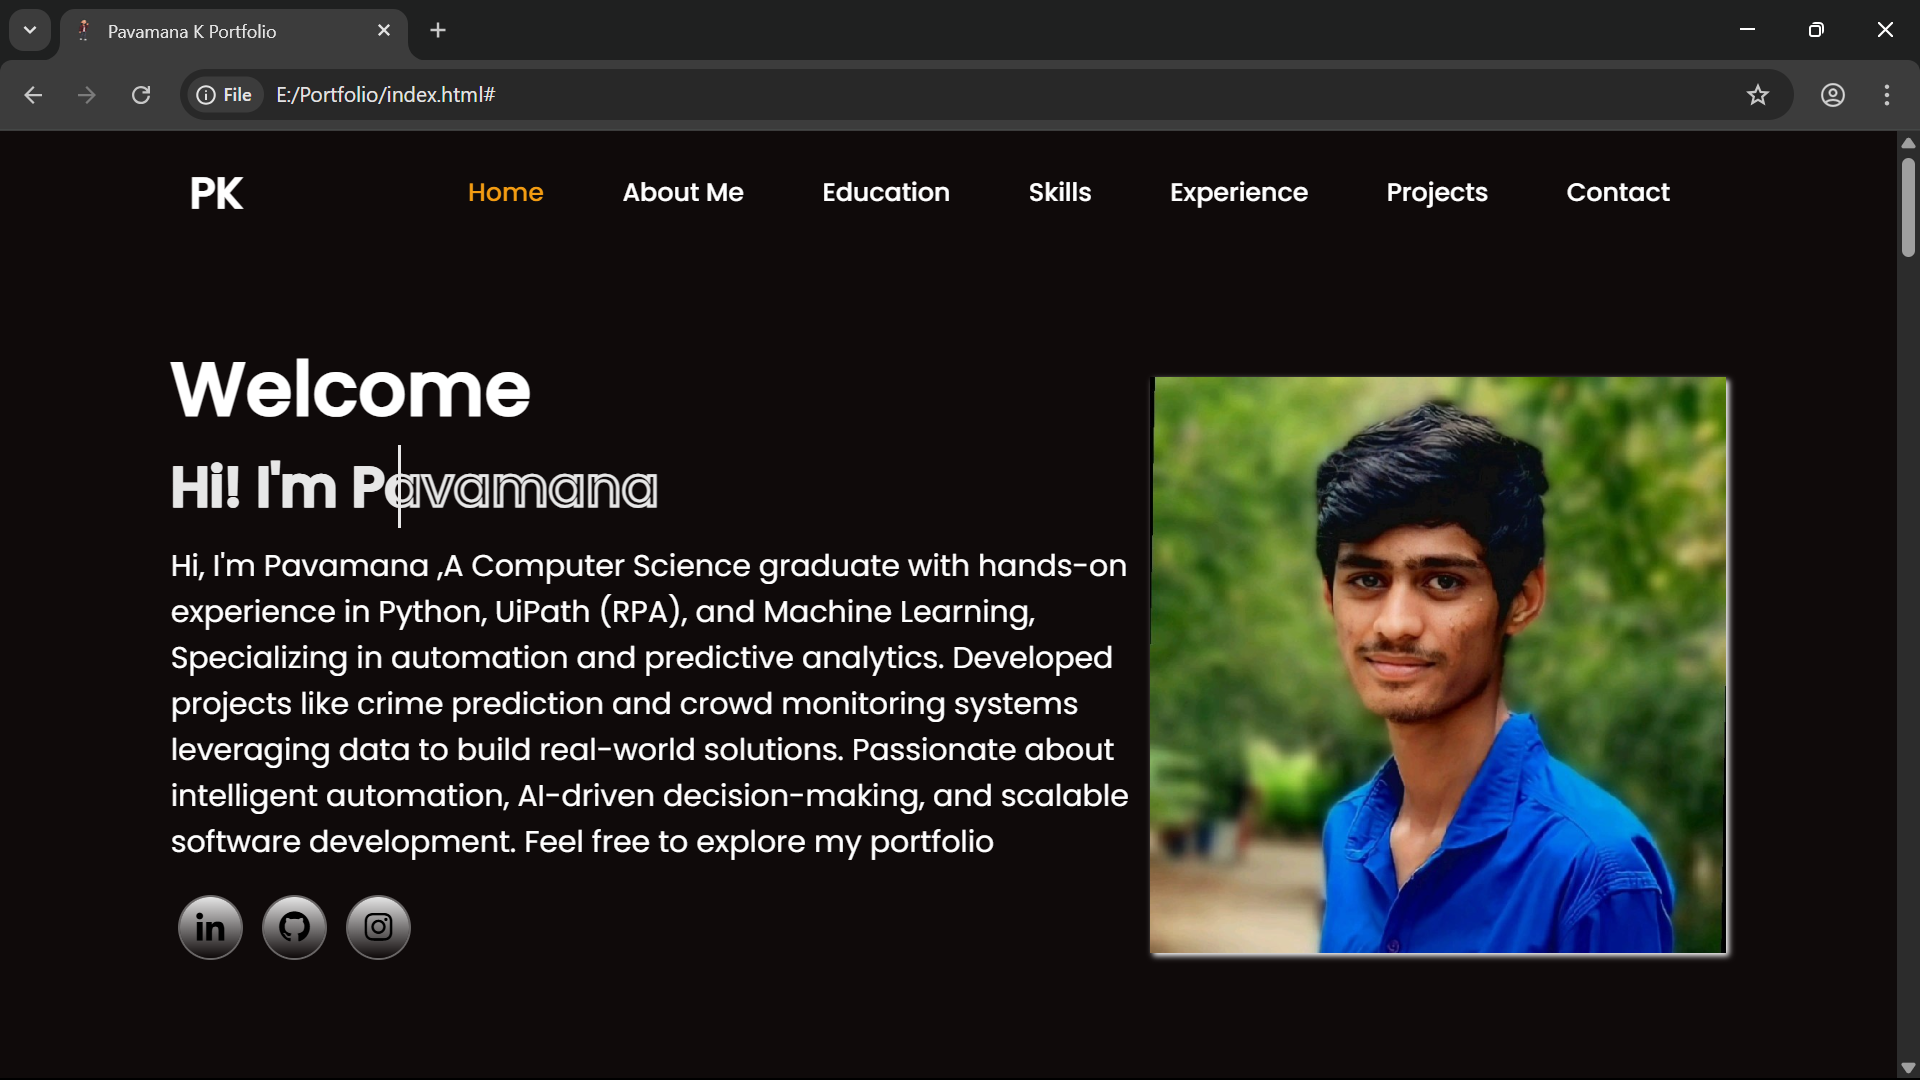 Pavamana K Portfolio
File E:/Portfolio/index.html#
PK Home About Me Education Skills Experience Projects Contact
Welcome
Hi! I'm Pavamana
Hi, I'm Pavamana ,A Computer Science graduate with hands-on
experience in Python, UiPath (RPA), and Machine Learning,
Specializing in automation and predictive analytics. Developed
projects like crime prediction and crowd monitoring systems
leveraging data to build real-world solutions. Passionate about
intelligent automation, AI-driven decision-making, and scalable
software development. Feel free to explore my portfolio
in